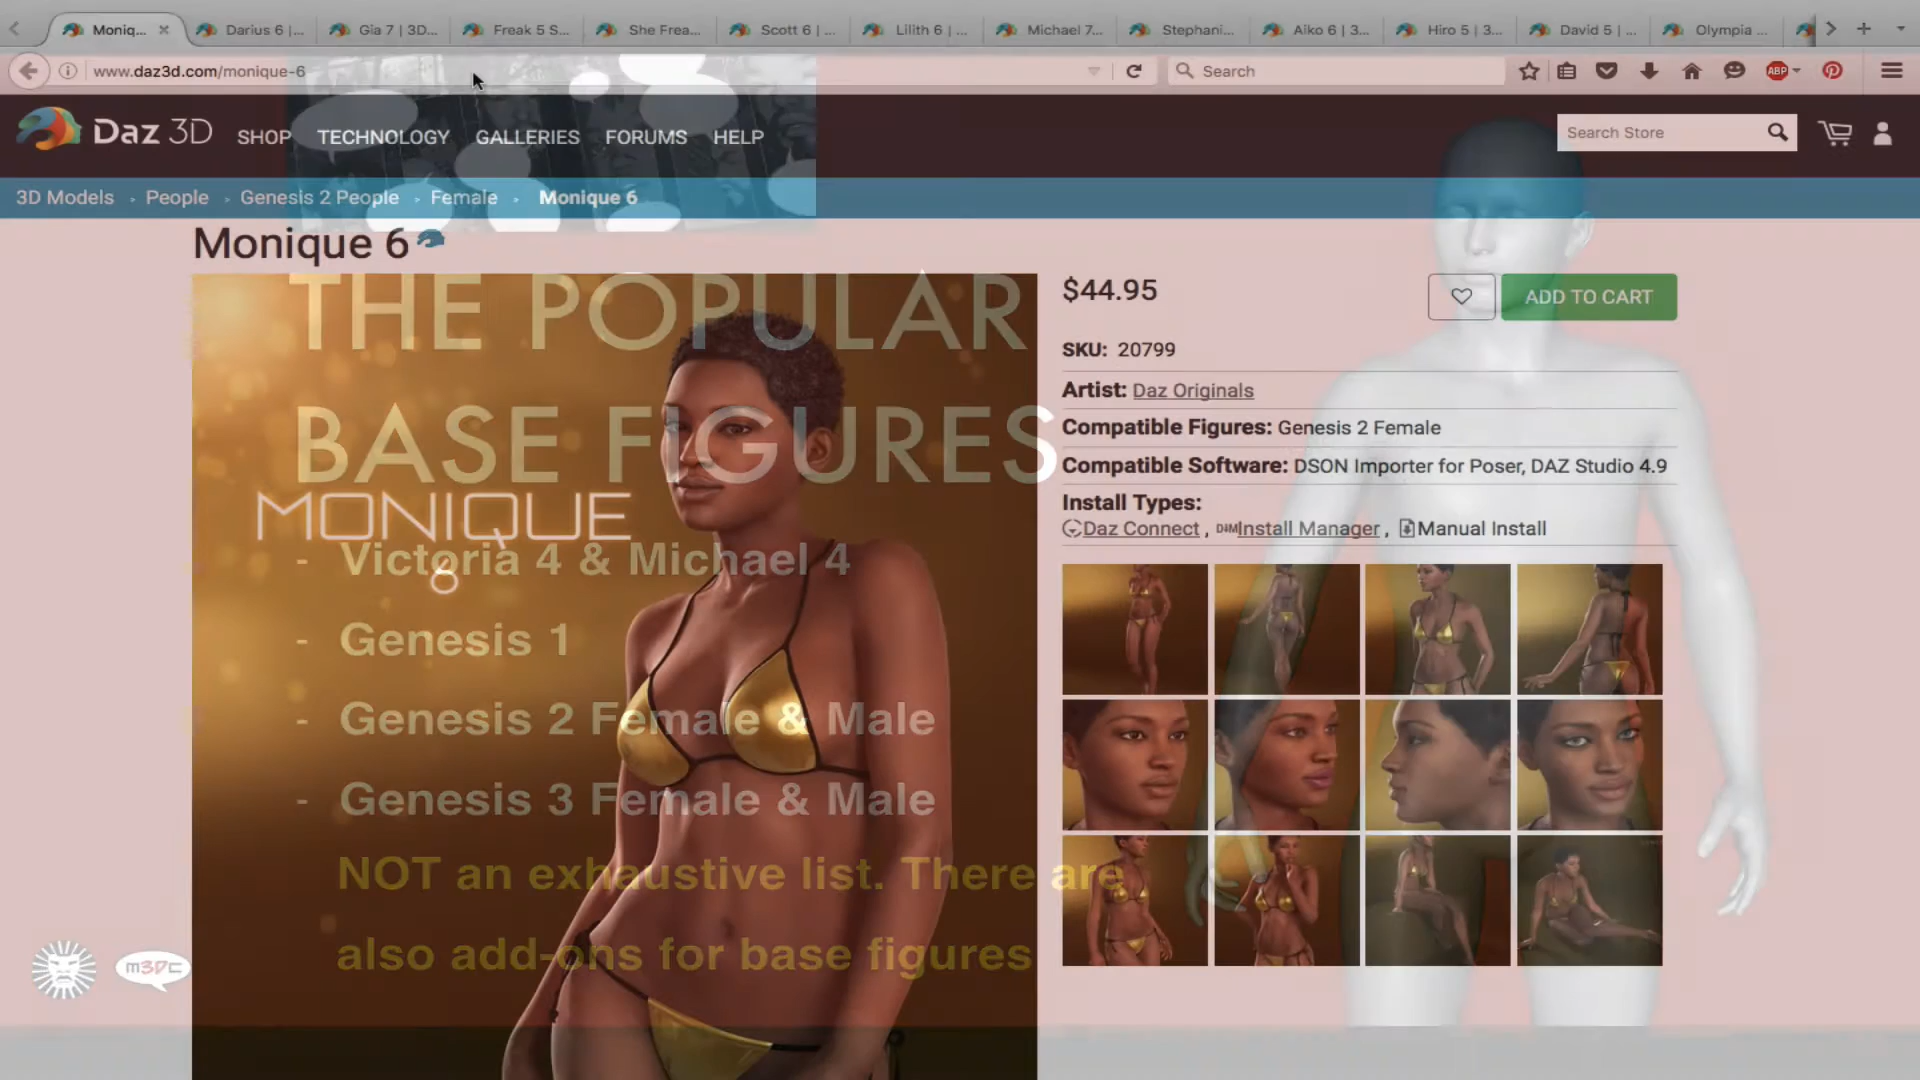 Moniq...
Darius 6 |...
Gia 7 | 3D...
Freak 5 S...
She Frea...
Scott 6 | ...
Lilith 6 | ...
Michael 7...
Stephani...
Aiko 6 | 3...
Hiro 5 | 3...
David 5 | ...
Olympia ...
www.daz3d.com/monique-6
Search
ABP
Daz 3D
SHOP TECHNOLOGY GALLERIES FORUMS HELP
Search Store
3D Models People Genesis 2 People Female Monique 6
Monique 6
THE POPULAR
BASE FIGURES
MONIQUE
6
- Victoria 4 & Michael 4
- Genesis 1
- Genesis 2 Female & Male
- Genesis 3 Female & Male
NOT an exhaustive list. There are
also add-ons for base figures
m3DC
$44.95
ADD TO CART
SKU: 20799
Artist: Daz Originals
Compatible Figures: Genesis 2 Female
Compatible Software: DSON Importer for Poser, DAZ Studio 4.9
Install Types:
Daz Connect , Install Manager , Manual Install